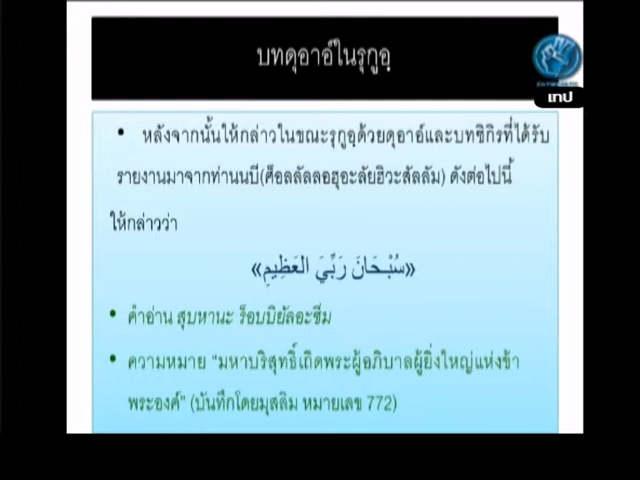 บทดุอาอ์ในรุกูอฺ
เทป
• หลังจากนั้นให้กล่าวในขณะรุกูอฺด้วยดุอาอ์และบทซิกิรที่ได้รับ
รายงานมาจากท่านนบี(ศ็อลลัลลอฮุอะลัยฮิวะสัลลัม) ดังต่อไปนี้
ให้กล่าวว่า
«سُبْحَانَ رَبِّيَ العَظِيمِ»
• คำอ่าน สุบหานะ ร็อบบิยัลอะซีม
• ความหมาย “มหาบริสุทธิ์เถิดพระผู้อภิบาลผู้ยิ่งใหญ่แห่งข้า
พระองค์” (บันทึกโดยมุสลิม หมายเลข 772)